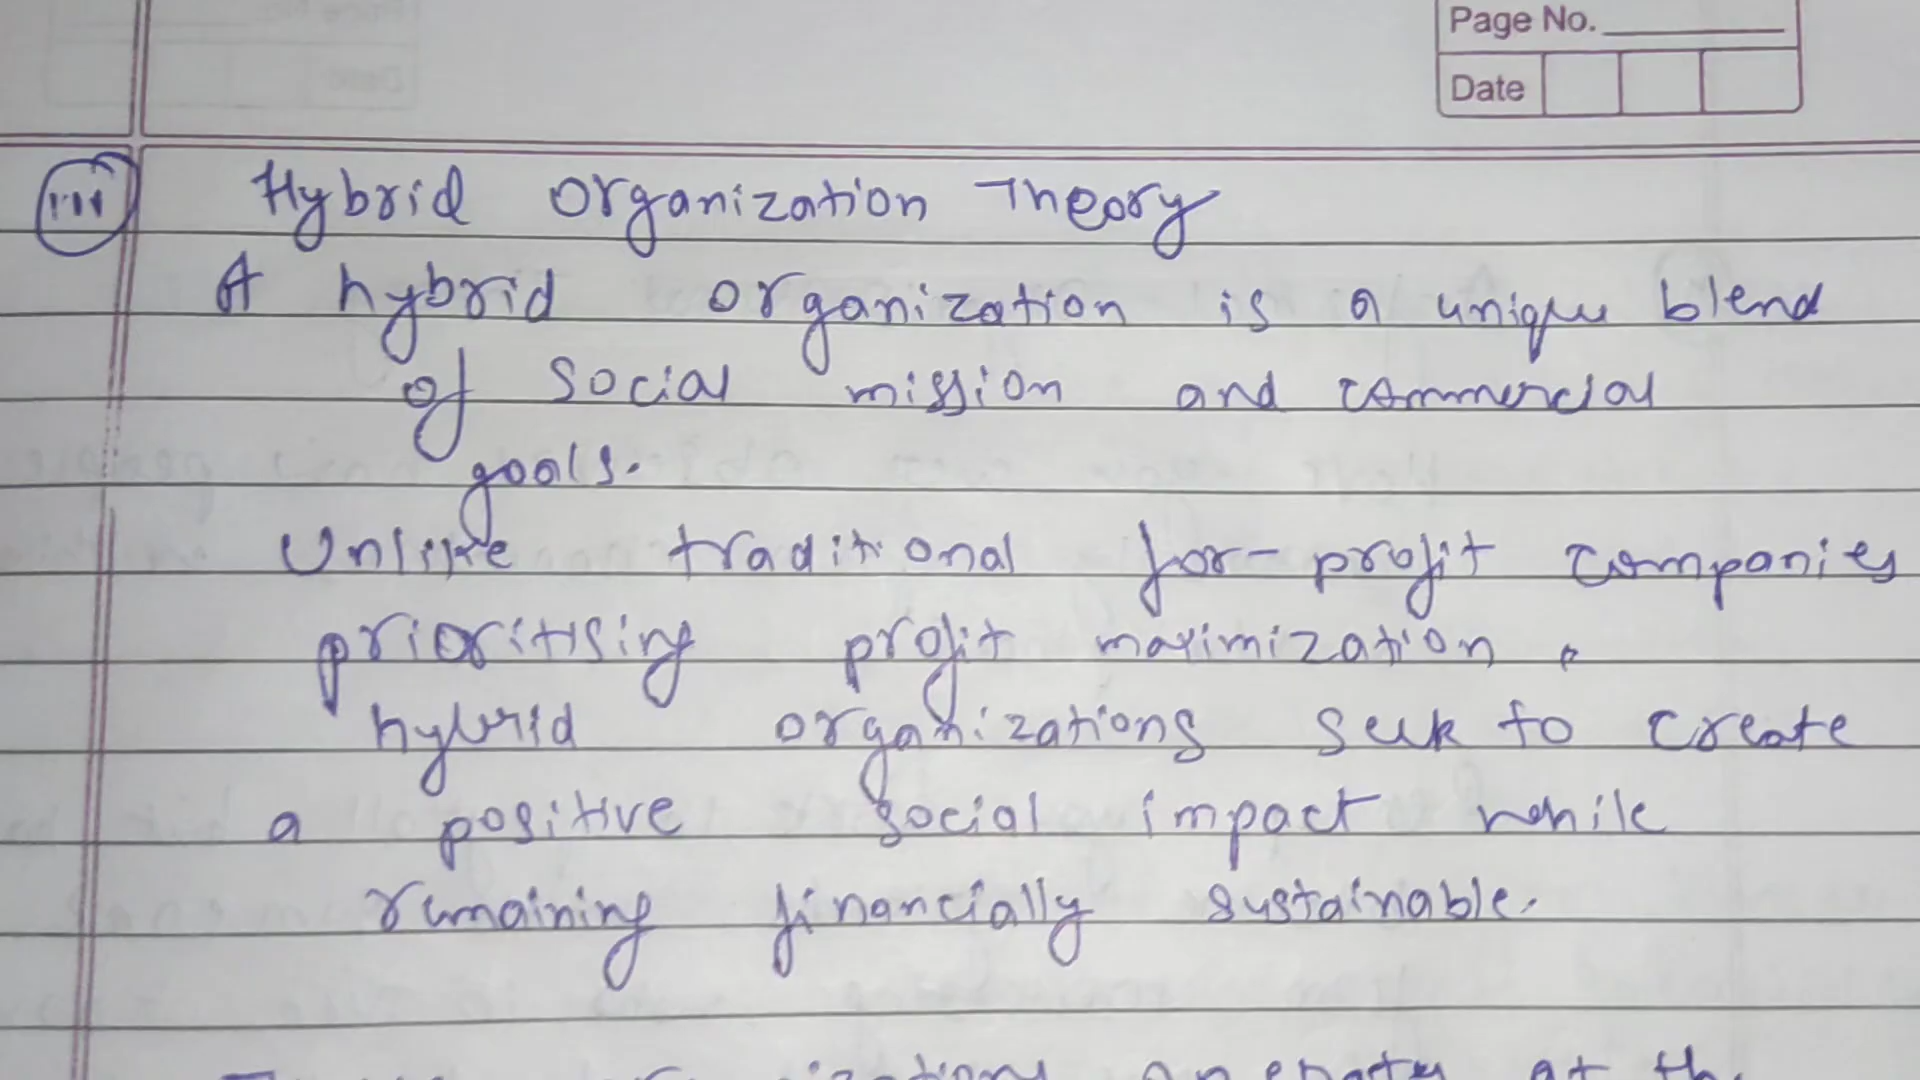 Page No.
Date
iii Hybrid Organization Theory
A hybrid organization is a unique blend
of social mission and commercial
goals.
Unlike traditional for-profit companies
prioritising profit maximization,
hybrid organizations seek to create
a positive social impact while
remaining financially sustainable.
at